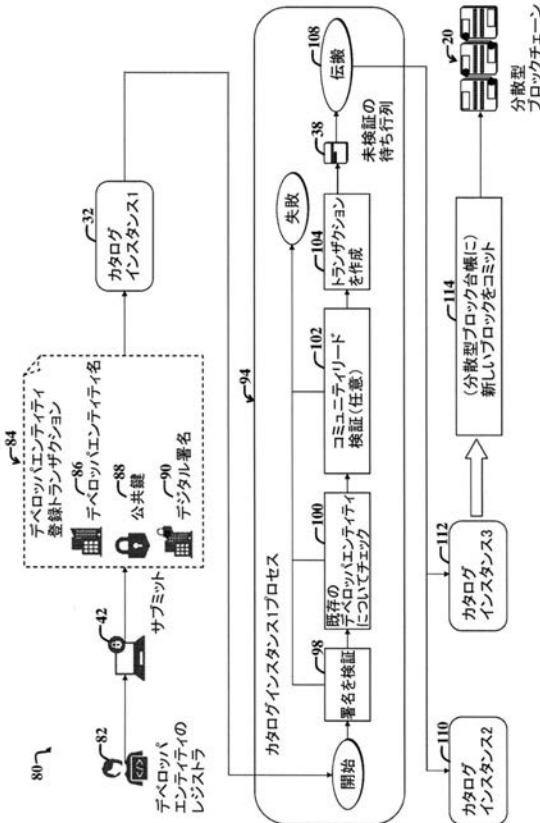 80
82
デベロッパ
エンティティの
レジストラ
42
サブミット
84
デベロッパエンティティ
登録トランザクション
86
デベロッパエンティティ名
88
公共鍵
90
デジタル署名
32
カタログ
インスタンス1
94
カタログインスタンス1プロセス
開始
98
署名を検証
100
既存の
デベロッパエンティティ
についてチェック
102
コミュニティリード
検証(任意)
104
トランザクション
を作成
失敗
38
未検証の
待ち行列
108
伝搬
110
カタログ
インスタンス2
112
カタログ
インスタンス3
114
(分散型ブロック台帳に)
新しいブロックをコミット
20
分散型
ブロックチェーン